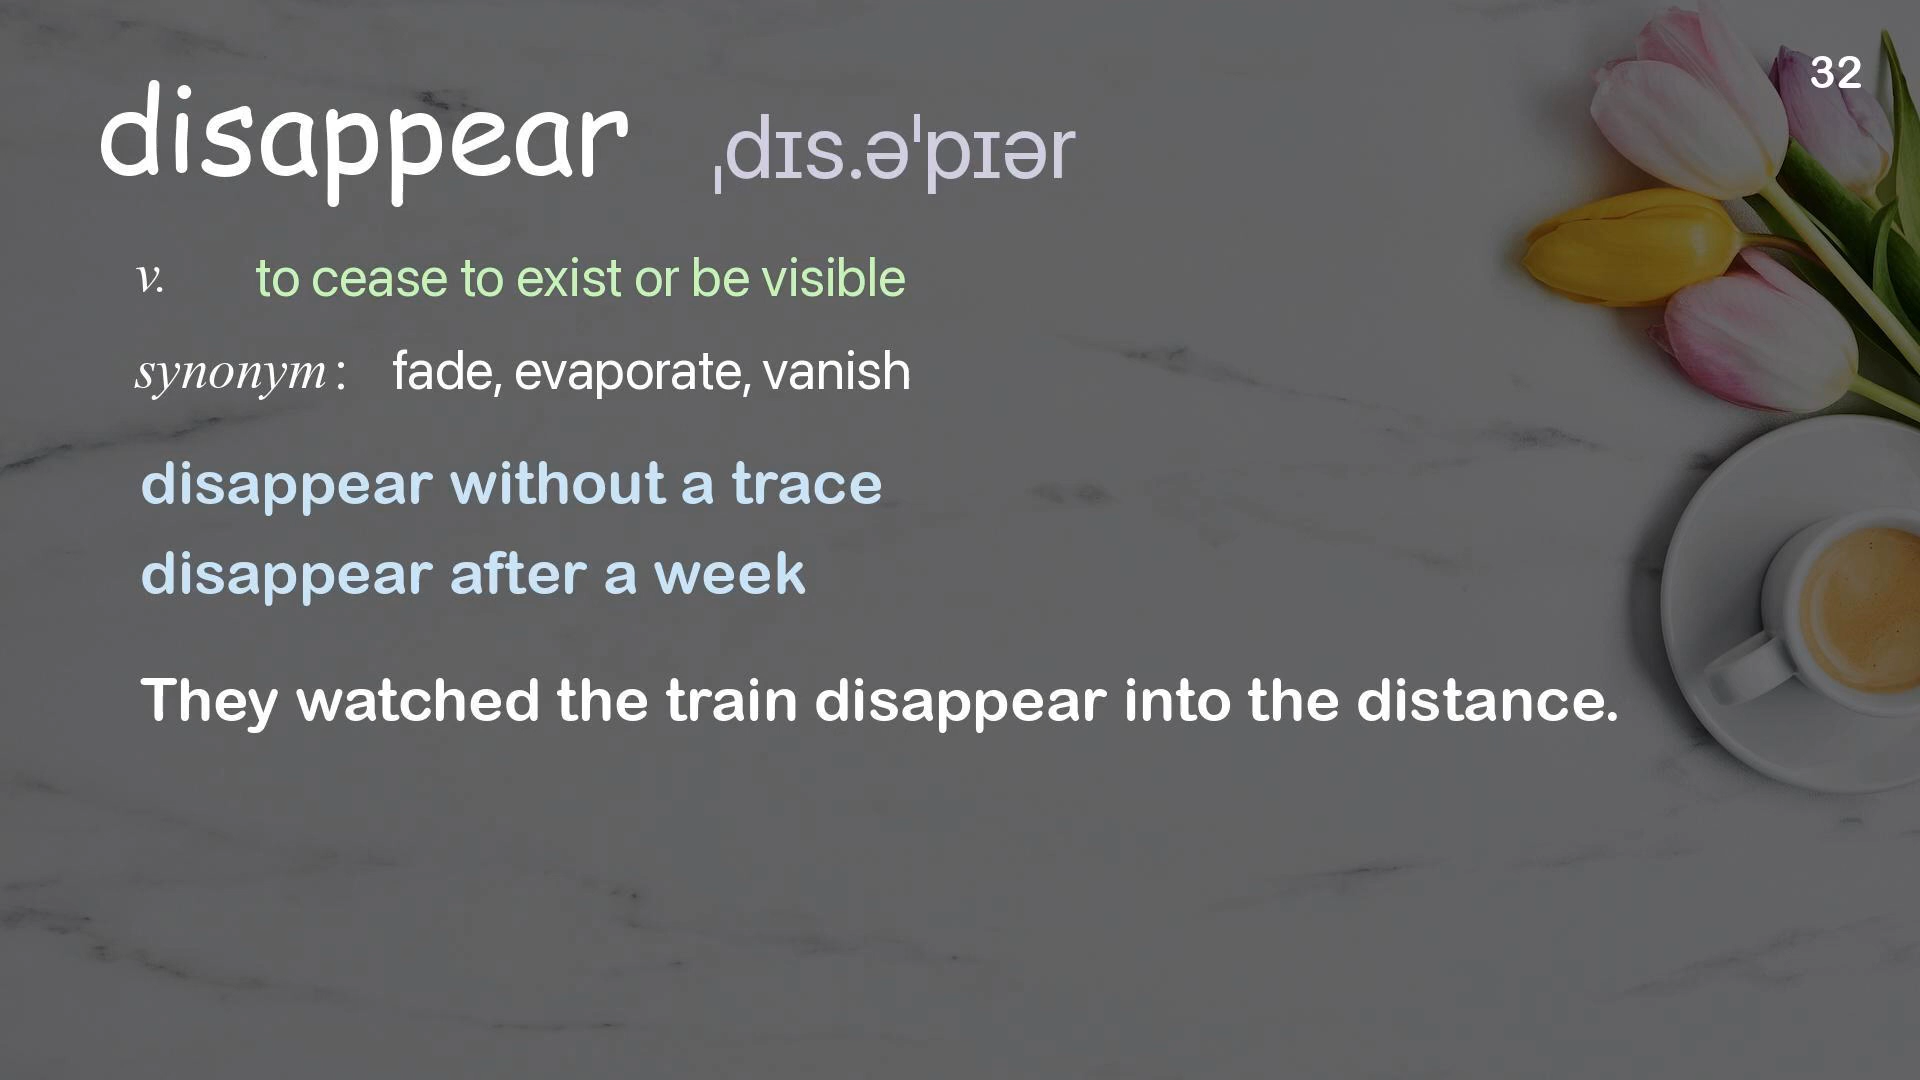 32
disappear ˌdɪs.əˈpɪər
v. to cease to exist or be visible
synonym: fade, evaporate, vanish
disappear without a trace
disappear after a week
They watched the train disappear into the distance.